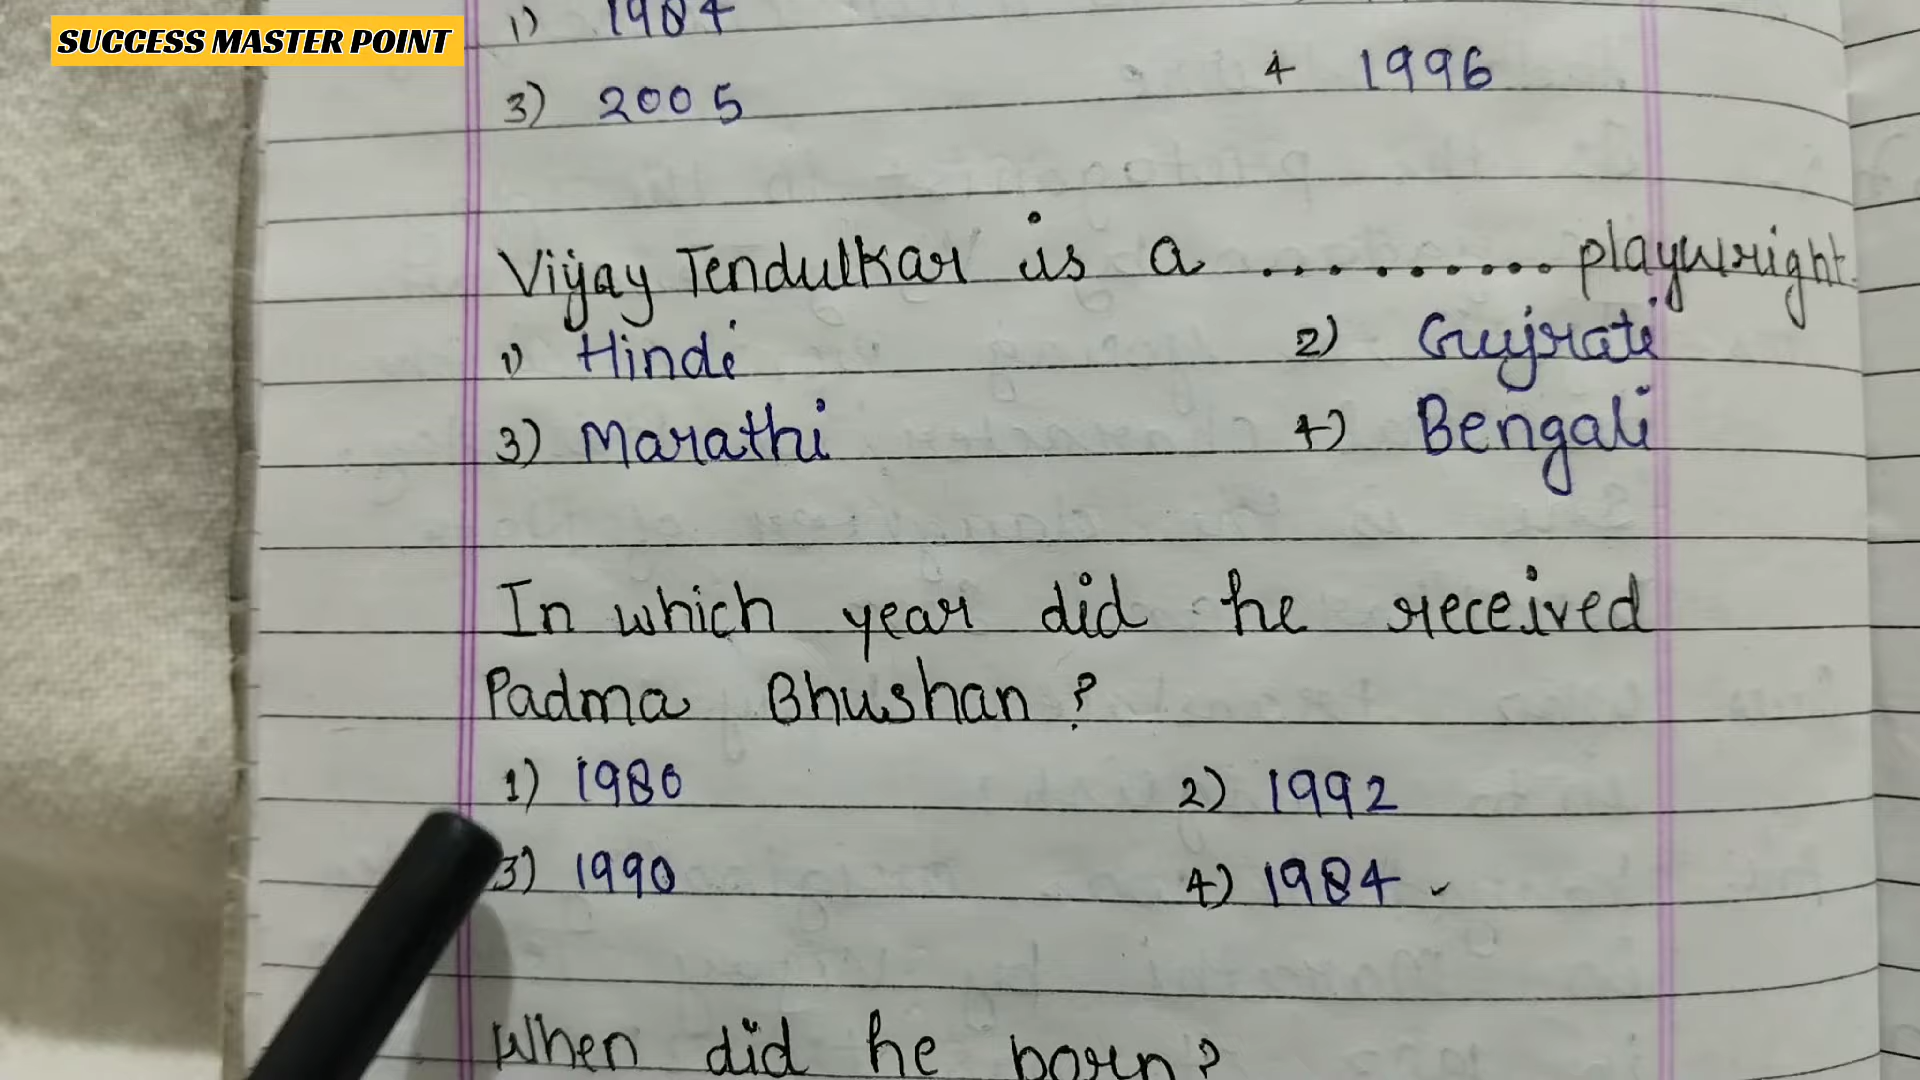 SUCCESS MASTER POINT
1) 1984
3) 2005 4 1996
Vijay Tendulkar is a .......... playwright.
1) Hindi 2) Gujrati
3) Marathi 4) Bengali
In which year did he received
Padma Bhushan ?
1) 1980 2) 1992
3) 1990 4) 1984 ✓
When did he born?